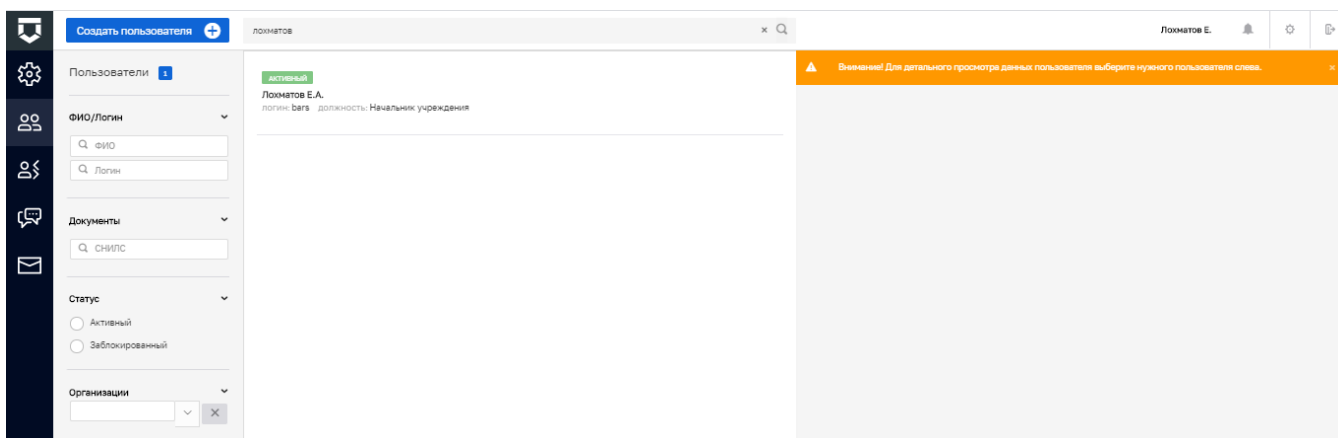 Создать пользователя
лохматов
Лохматов Е.
Пользователи 1
ФИО/Логин
ФИО
Логин
Документы
СНИЛС
Статус
Активный
Заблокированный
Организации
АКТИВНЫЙ
Лохматов Е.А.
логин: bars должность: Начальник учреждения
Внимание! Для детального просмотра данных пользователя выберите нужного пользователя слева.